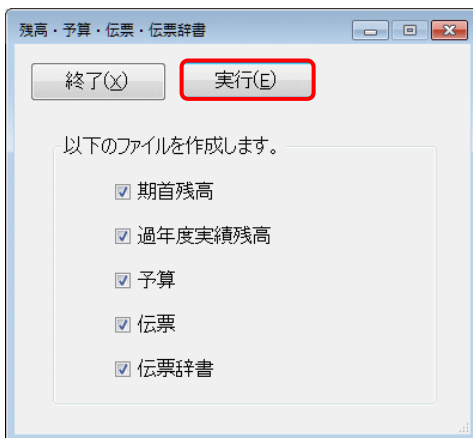 残高・予算・伝票・伝票辞書
終了(X) 実行(E)
以下のファイルを作成します。
期首残高
過年度実績残高
予算
伝票
伝票辞書